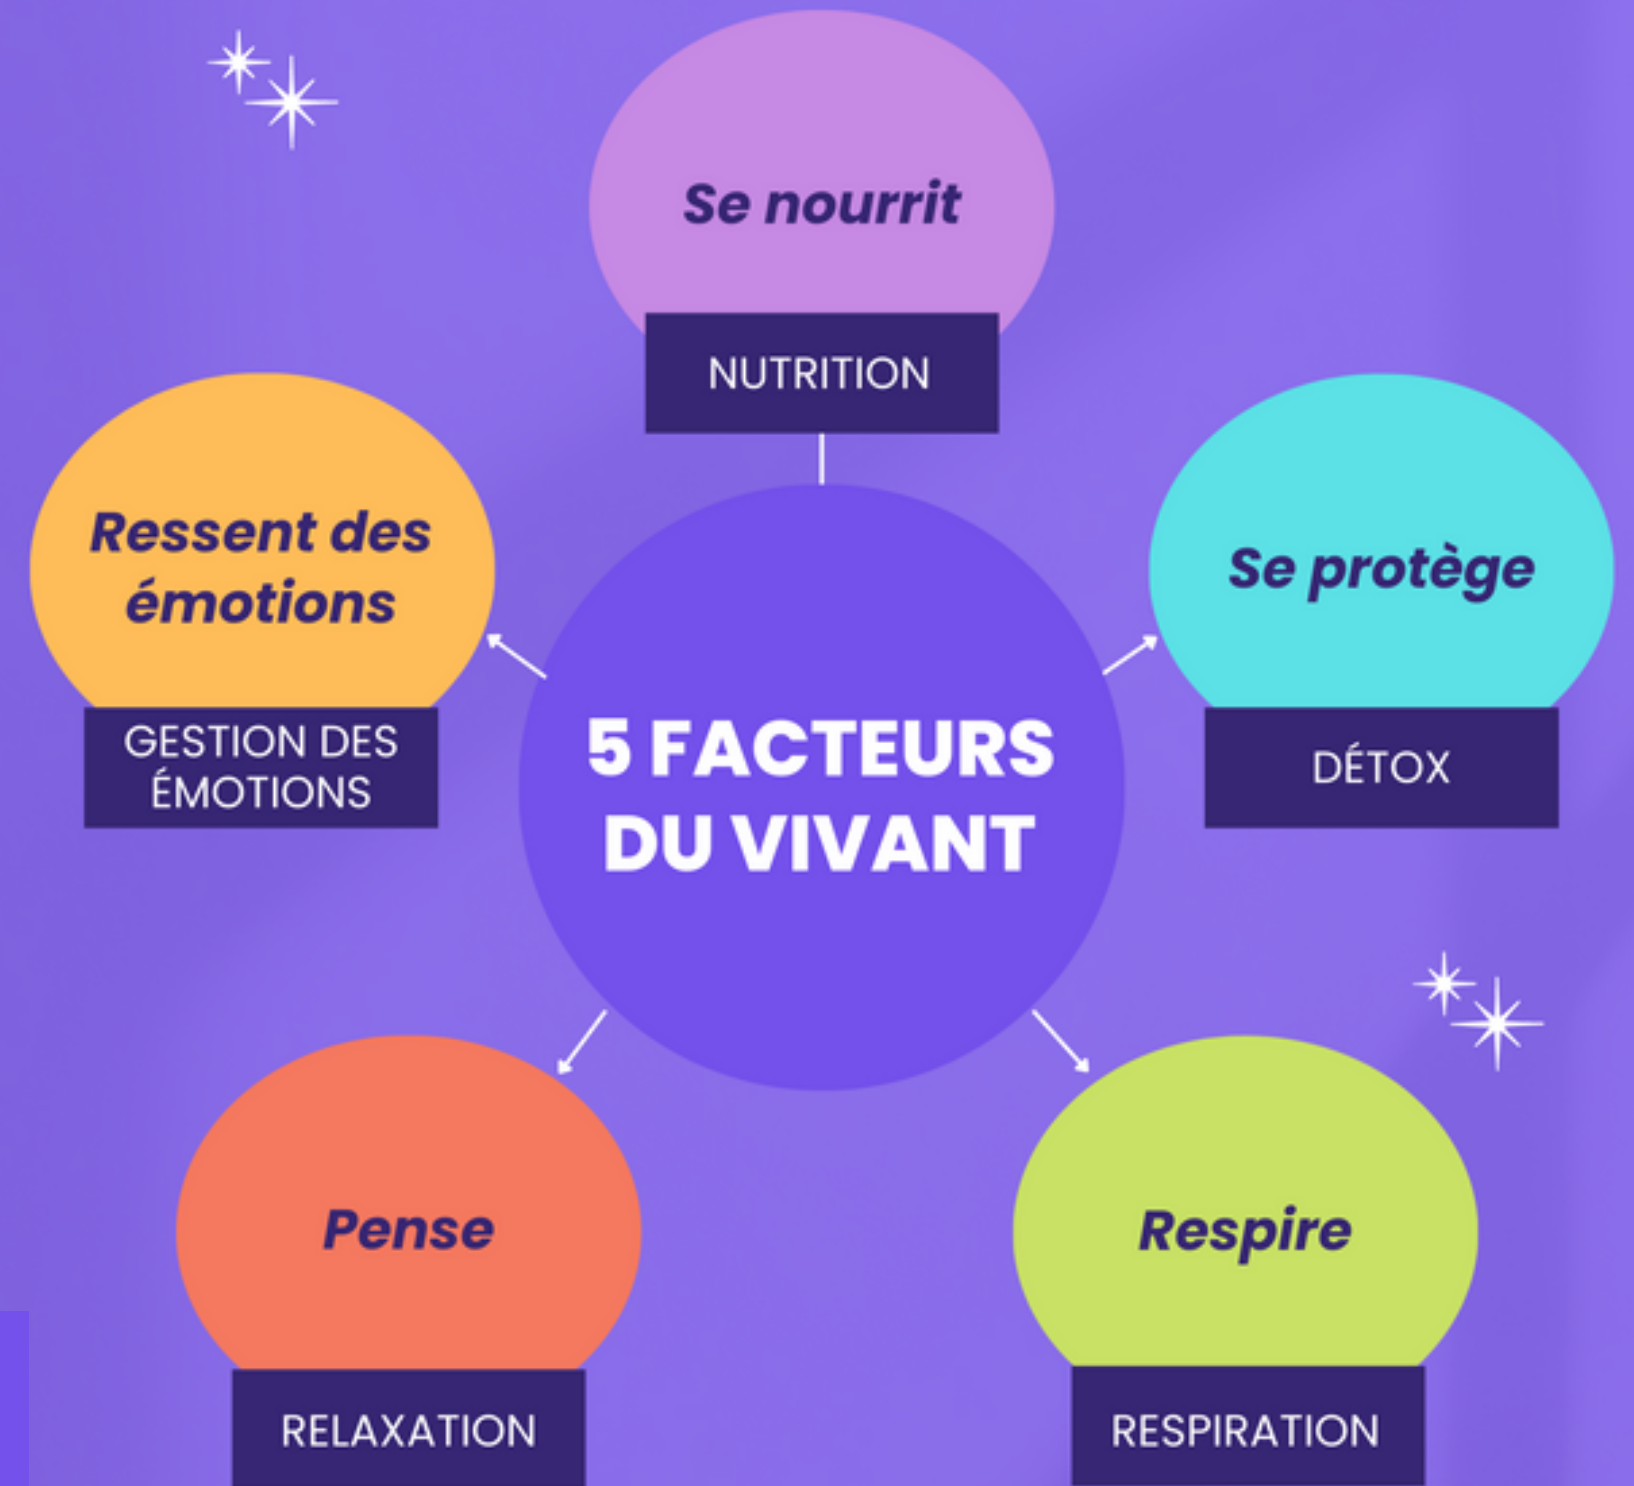 Se nourrit
NUTRITION
Ressent des
émotions
GESTION DES
ÉMOTIONS
Se protège
DÉTOX
5 FACTEURS
DU VIVANT
Pense
RELAXATION
Respire
RESPIRATION